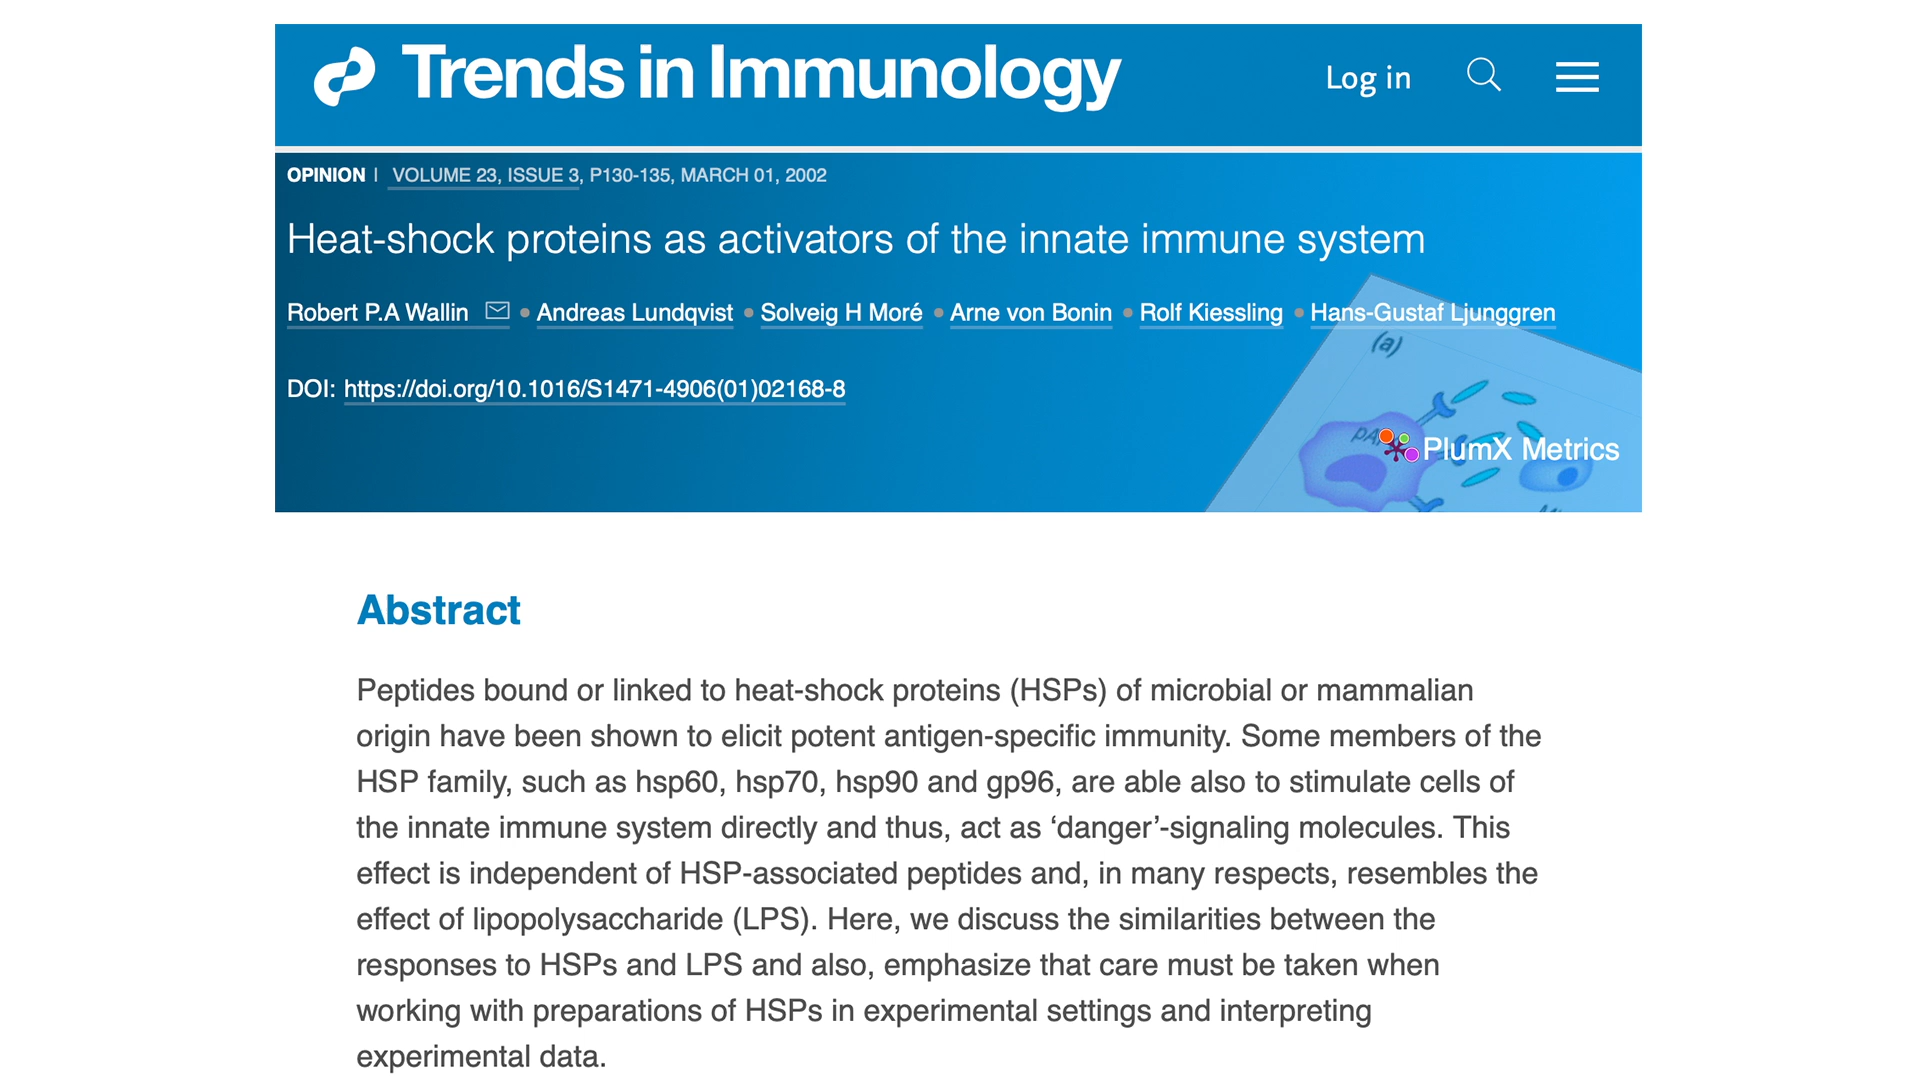 Trends in Immunology
Log in
OPINION | VOLUME 23, ISSUE 3, P130-135, MARCH 01, 2002
Heat-shock proteins as activators of the innate immune system
Robert P.A Wallin • Andreas Lundqvist • Solveig H Moré • Arne von Bonin • Rolf Kiessling • Hans-Gustaf Ljunggren
DOI: https://doi.org/10.1016/S1471-4906(01)02168-8
(a)
PlumX Metrics
Abstract
Peptides bound or linked to heat-shock proteins (HSPs) of microbial or mammalian
origin have been shown to elicit potent antigen-specific immunity. Some members of the
HSP family, such as hsp60, hsp70, hsp90 and gp96, are able also to stimulate cells of
the innate immune system directly and thus, act as ‘danger’-signaling molecules. This
effect is independent of HSP-associated peptides and, in many respects, resembles the
effect of lipopolysaccharide (LPS). Here, we discuss the similarities between the
responses to HSPs and LPS and also, emphasize that care must be taken when
working with preparations of HSPs in experimental settings and interpreting
experimental data.